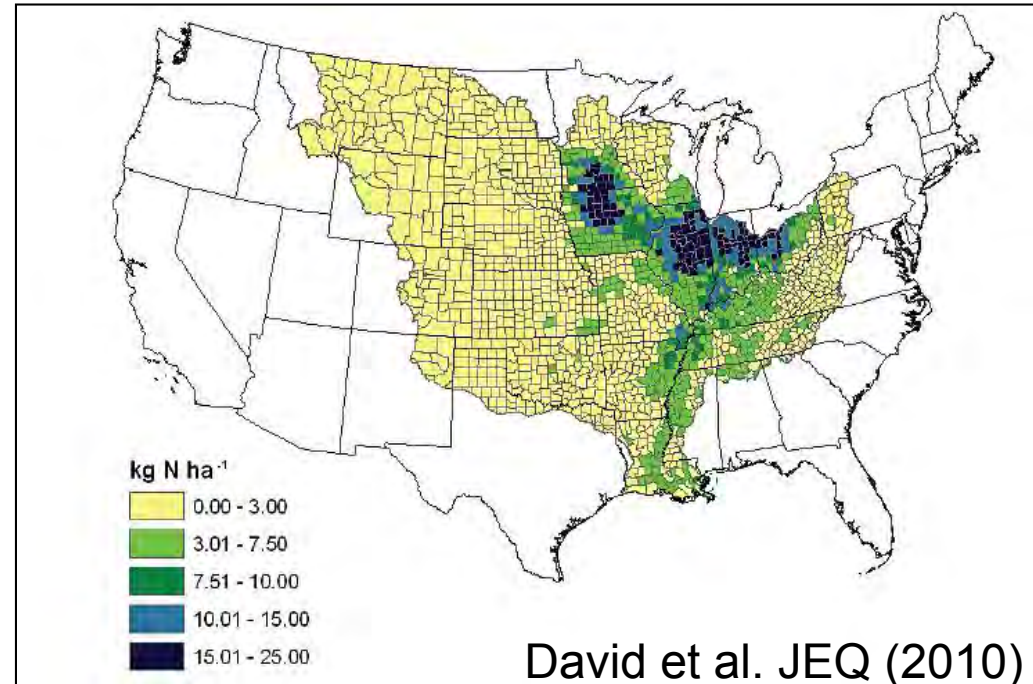 kg N ha⁻¹
0.00 - 3.00
3.01 - 7.50
7.51 - 10.00
10.01 - 15.00
15.01 - 25.00
David et al. JEQ (2010)